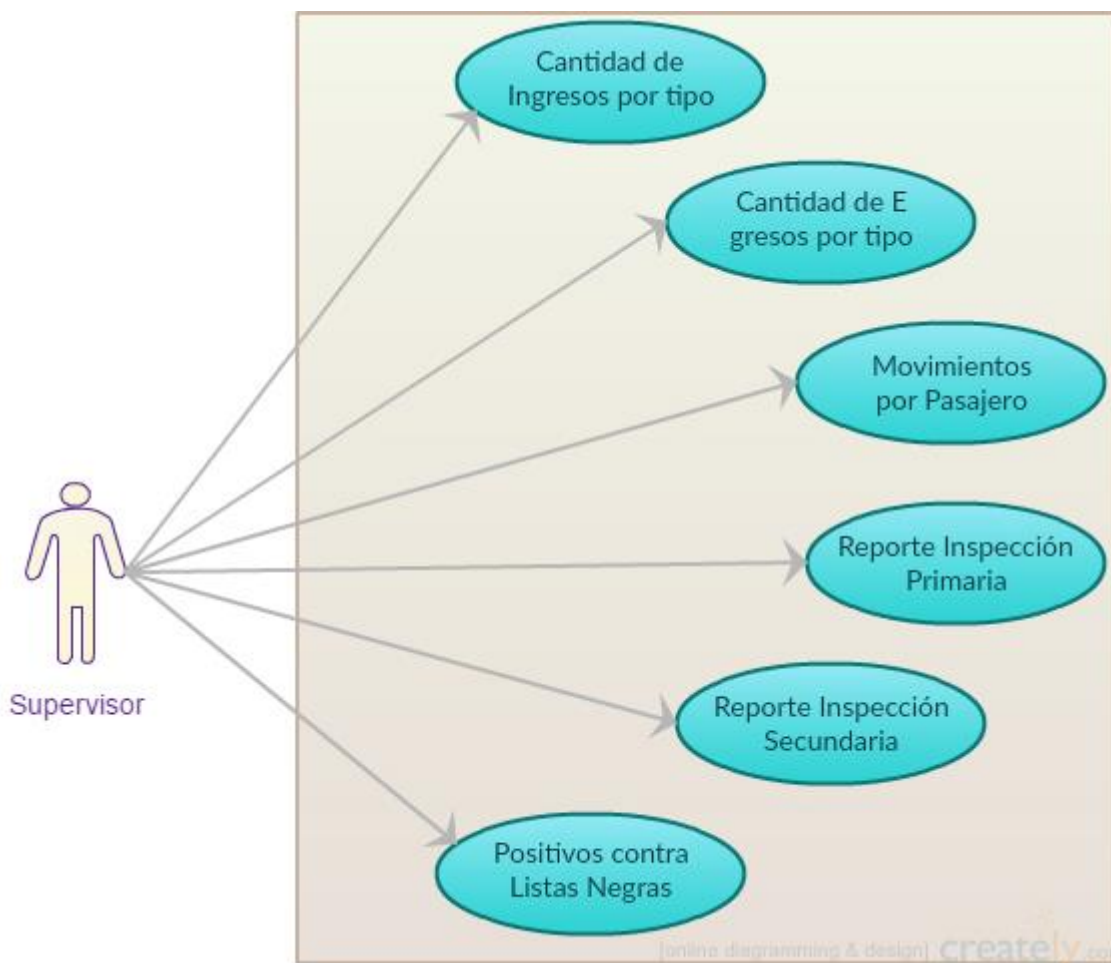 Cantidad de
Ingresos por tipo
Cantidad de E
gresos por tipo
Movimientos
por Pasajero
Reporte Inspección
Primaria
Supervisor
Reporte Inspección
Secundaria
Positivos contra
Listas Negras
[online diagramming & design] creately.com